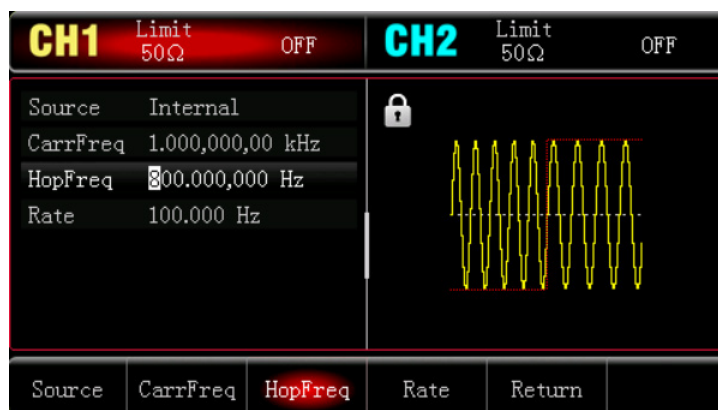 CH1 Limit 50Ω OFF CH2 Limit 50Ω OFF
Source Internal
CarrFreq 1.000,000,00 kHz
HopFreq 800.000,000 Hz
Rate 100.000 Hz
Source CarrFreq HopFreq Rate Return